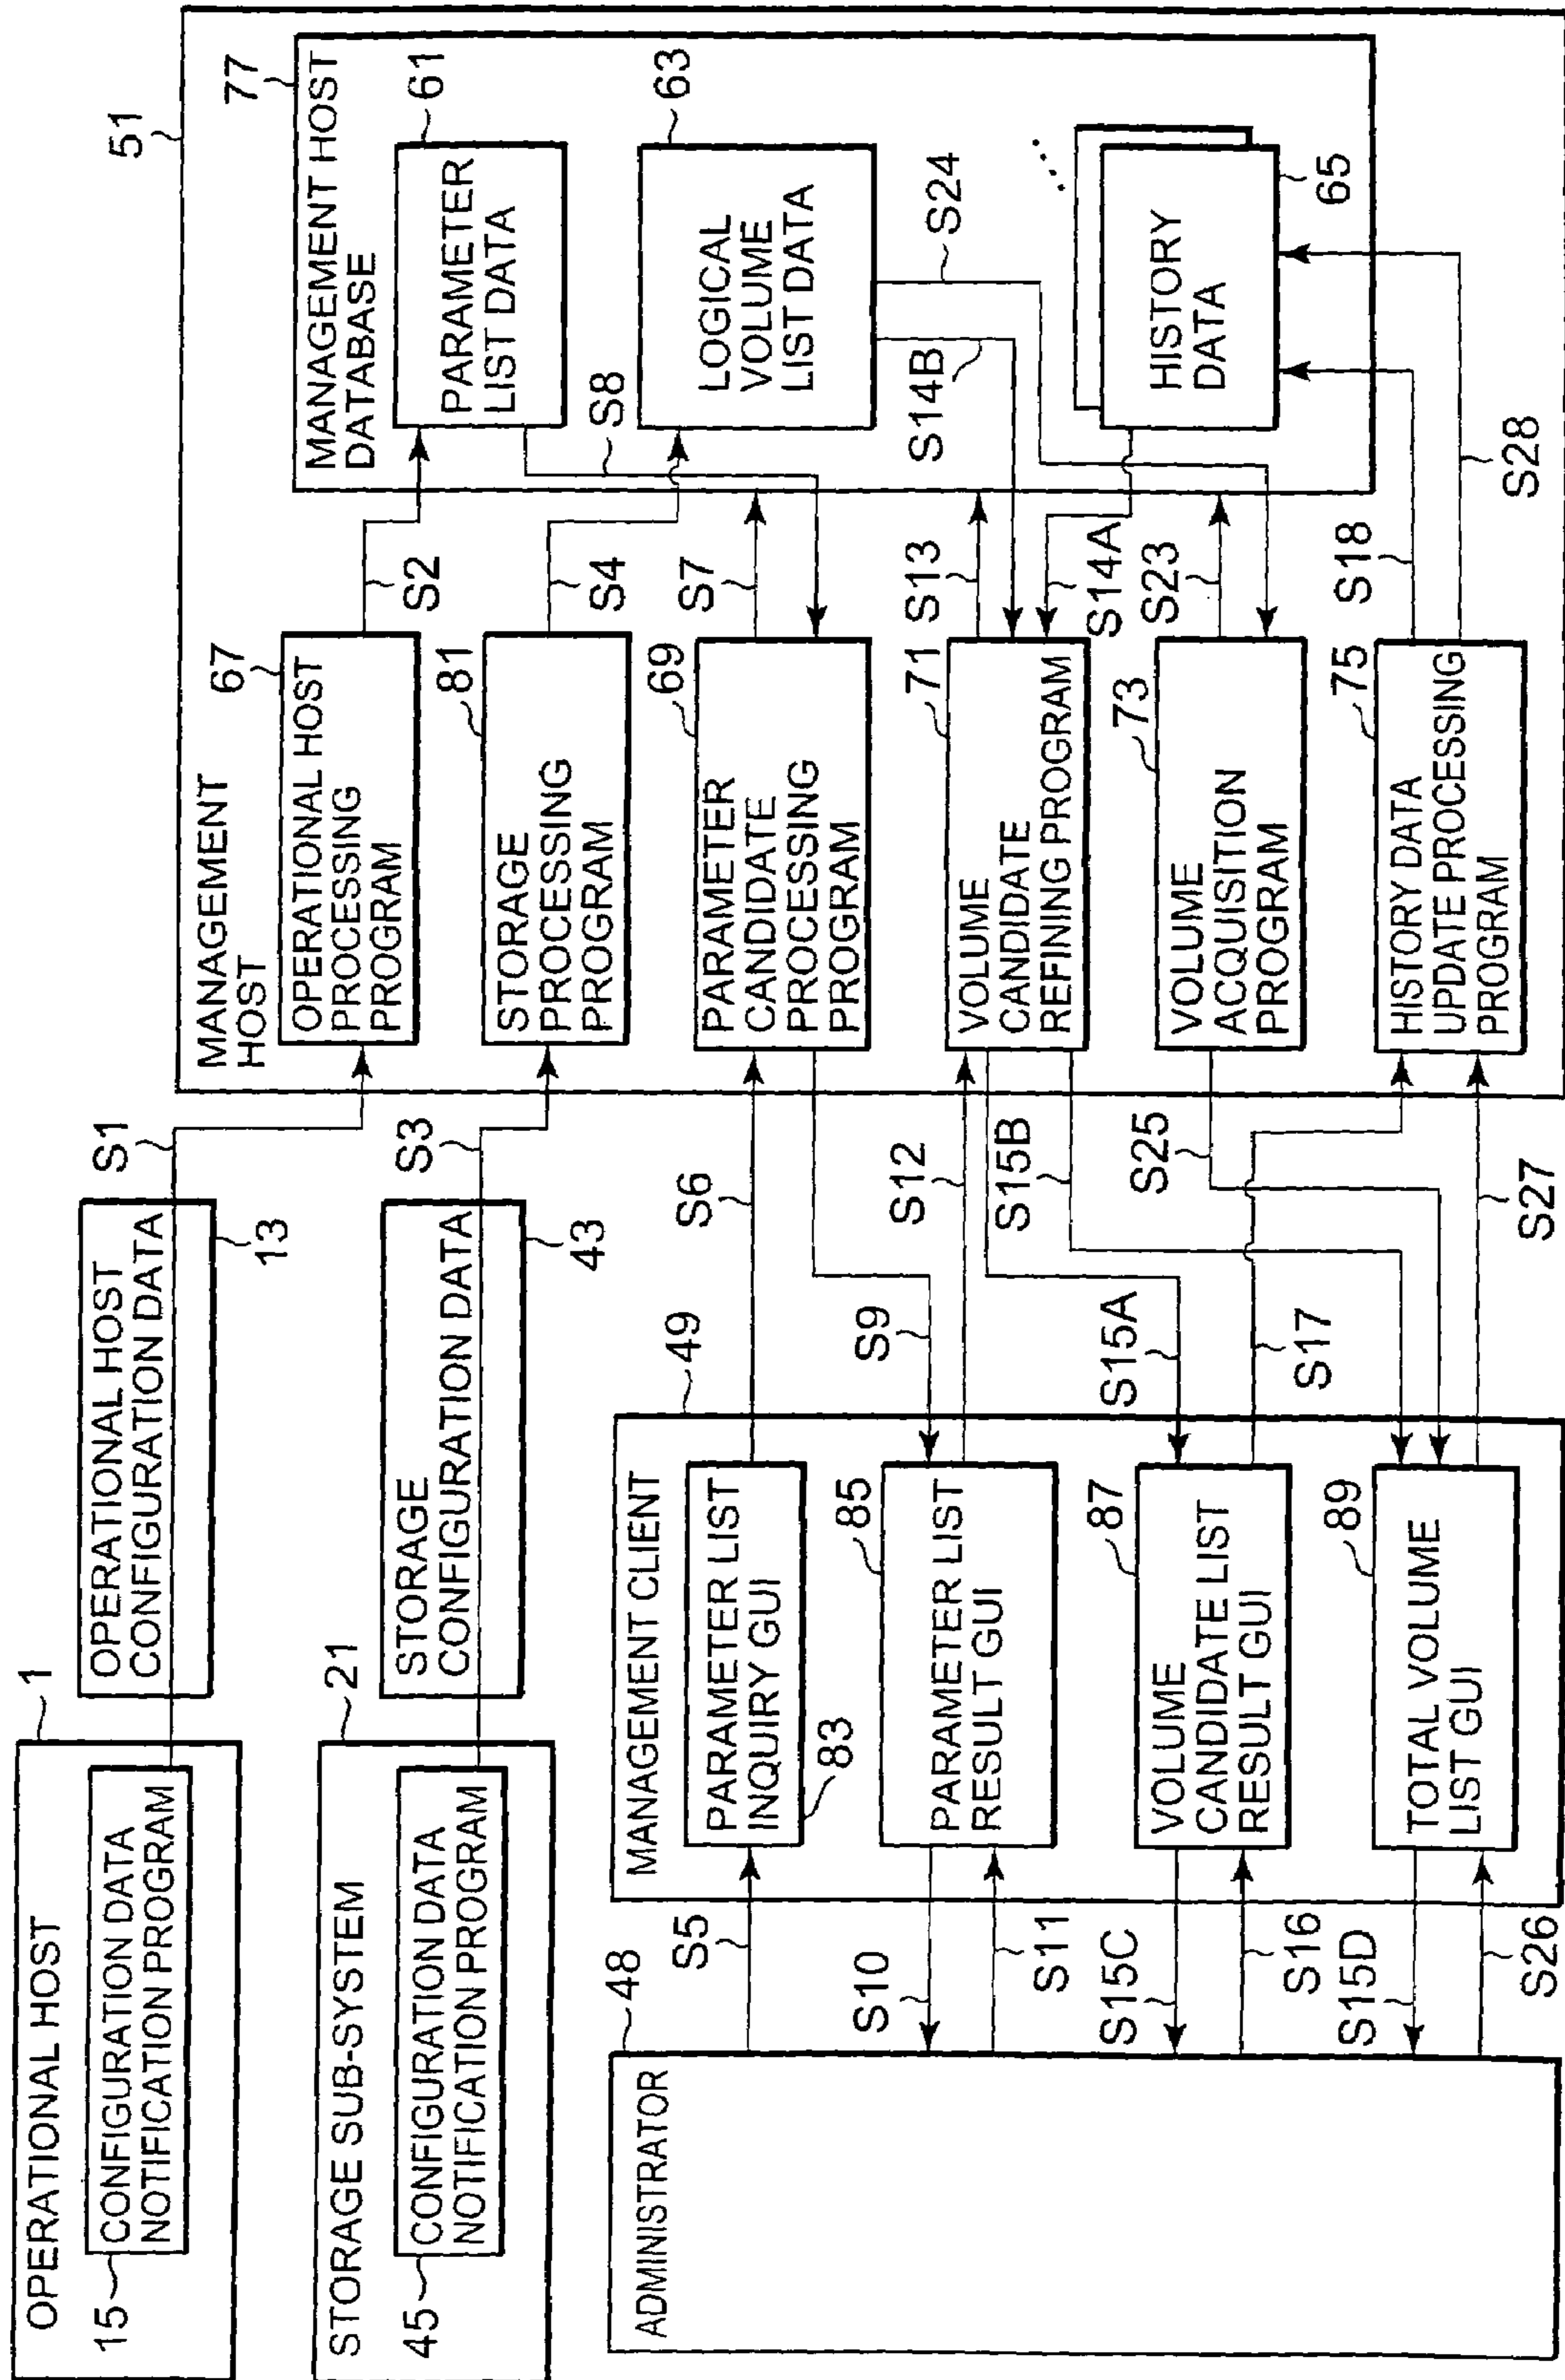 OPERATIONAL HOST
1
15
CONFIGURATION DATA
NOTIFICATION PROGRAM
OPERATIONAL HOST
CONFIGURATION DATA
13
S1
STORAGE SUB-SYSTEM
21
45
CONFIGURATION DATA
NOTIFICATION PROGRAM
STORAGE
CONFIGURATION DATA
43
S3
ADMINISTRATOR
48
S5
S10
S11
S15C
S16
S15D
S26
MANAGEMENT CLIENT
49
PARAMETER LIST
INQUIRY GUI
83
PARAMETER LIST
RESULT GUI
85
VOLUME
CANDIDATE LIST
RESULT GUI
87
TOTAL VOLUME
LIST GUI
89
S6
S9
S12
S15B
S15A
S25
S17
S27
MANAGEMENT
HOST
51
OPERATIONAL HOST
PROCESSING
PROGRAM
67
STORAGE
PROCESSING
PROGRAM
81
PARAMETER
CANDIDATE
PROCESSING
PROGRAM
69
VOLUME
CANDIDATE
REFINING PROGRAM
71
VOLUME
ACQUISITION
PROGRAM
73
HISTORY DATA
UPDATE PROCESSING
PROGRAM
75
S2
S4
S7
S13
S14A
S23
S18
S28
MANAGEMENT HOST
DATABASE
77
PARAMETER
LIST DATA
61
S8
LOGICAL
VOLUME
LIST DATA
63
S14B
S24
HISTORY
DATA
65